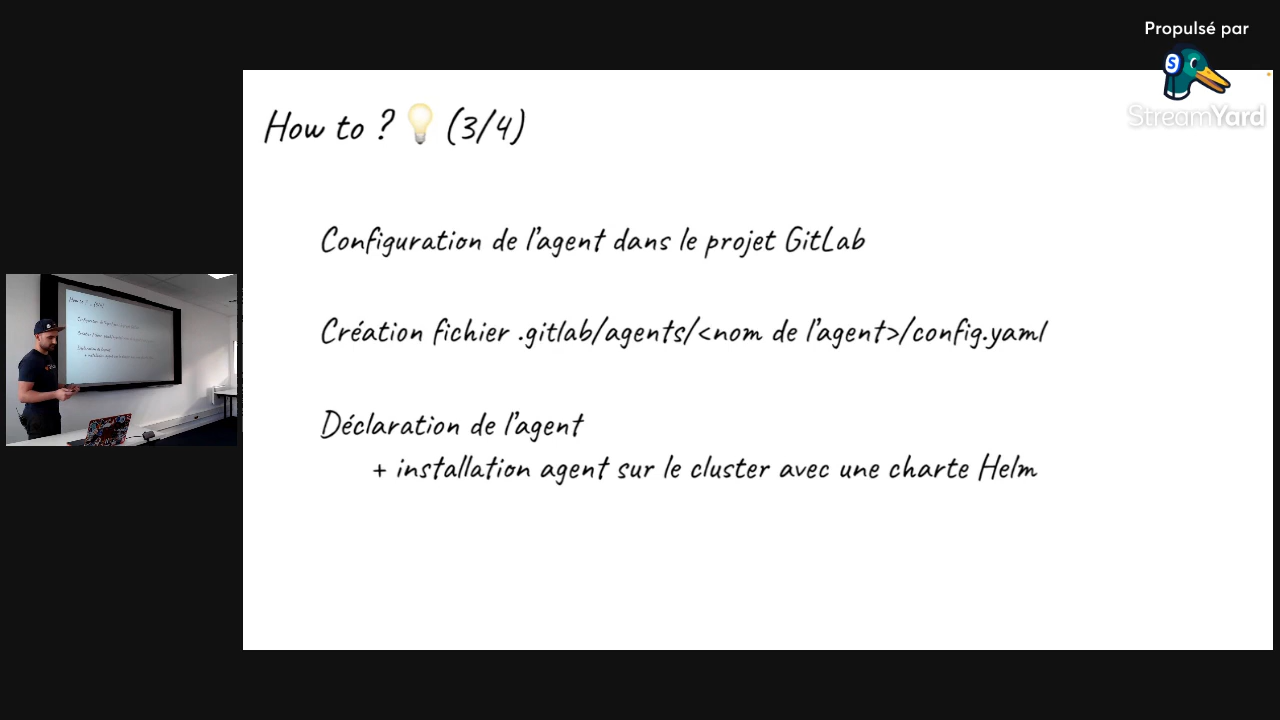 Propulsé par
StreamYard
How to ? 💡 (3/4)
Configuration de l'agent dans le projet GitLab
Création fichier .gitlab/agents/<nom de l'agent>/config.yaml
Déclaration de l'agent
+ installation agent sur le cluster avec une charte Helm